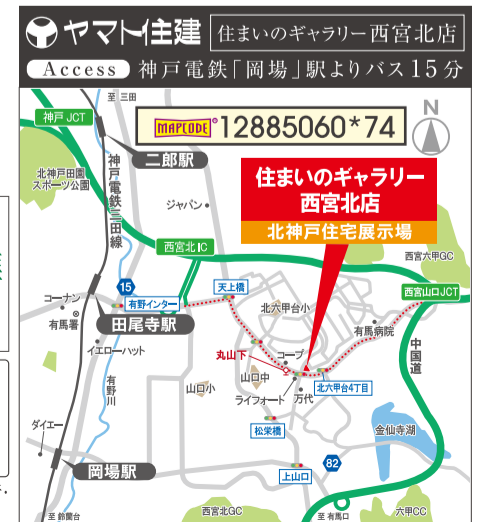 ヤマト住建 住まいのギャラリー西宮北店
Access 神戸電鉄「岡場」駅よりバス15分
至 三田
神戸 JCT
MAPCODE® 12885060*74
N
二郎駅
北神戸田園
スポーツ公園
神戸電鉄三田線
ジャパン
住まいのギャラリー
西宮北店
北神戸住宅展示場
西宮北 IC
西宮六甲GC
15
天上橋
西宮山口JCT
コーナン
有野インター
北六甲台小
有馬署
田尾寺駅
有馬病院
イエローハット
丸山下
コープ
中国道
有野川
山口小
山口中
北六甲台4丁目
ライフォート
万代
ダイエー
松栄橋
金仙寺湖
岡場駅
82
上山口
至 鈴蘭台
西宮北GC
至 有馬口
六甲CC